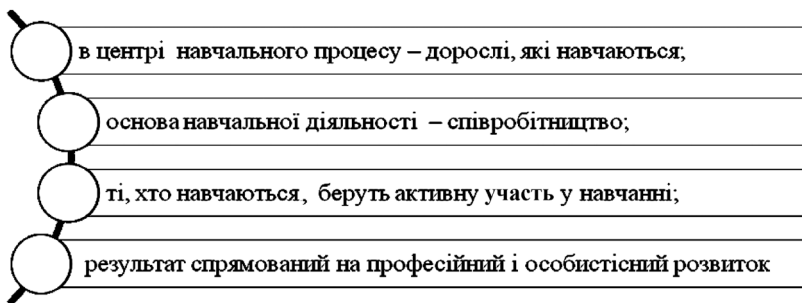 в центрі навчального процесу – дорослі, які навчаються;
основа навчальної діяльності – співробітництво;
ті, хто навчаються, беруть активну участь у навчанні;
результат спрямований на професійний і особистісний розвиток